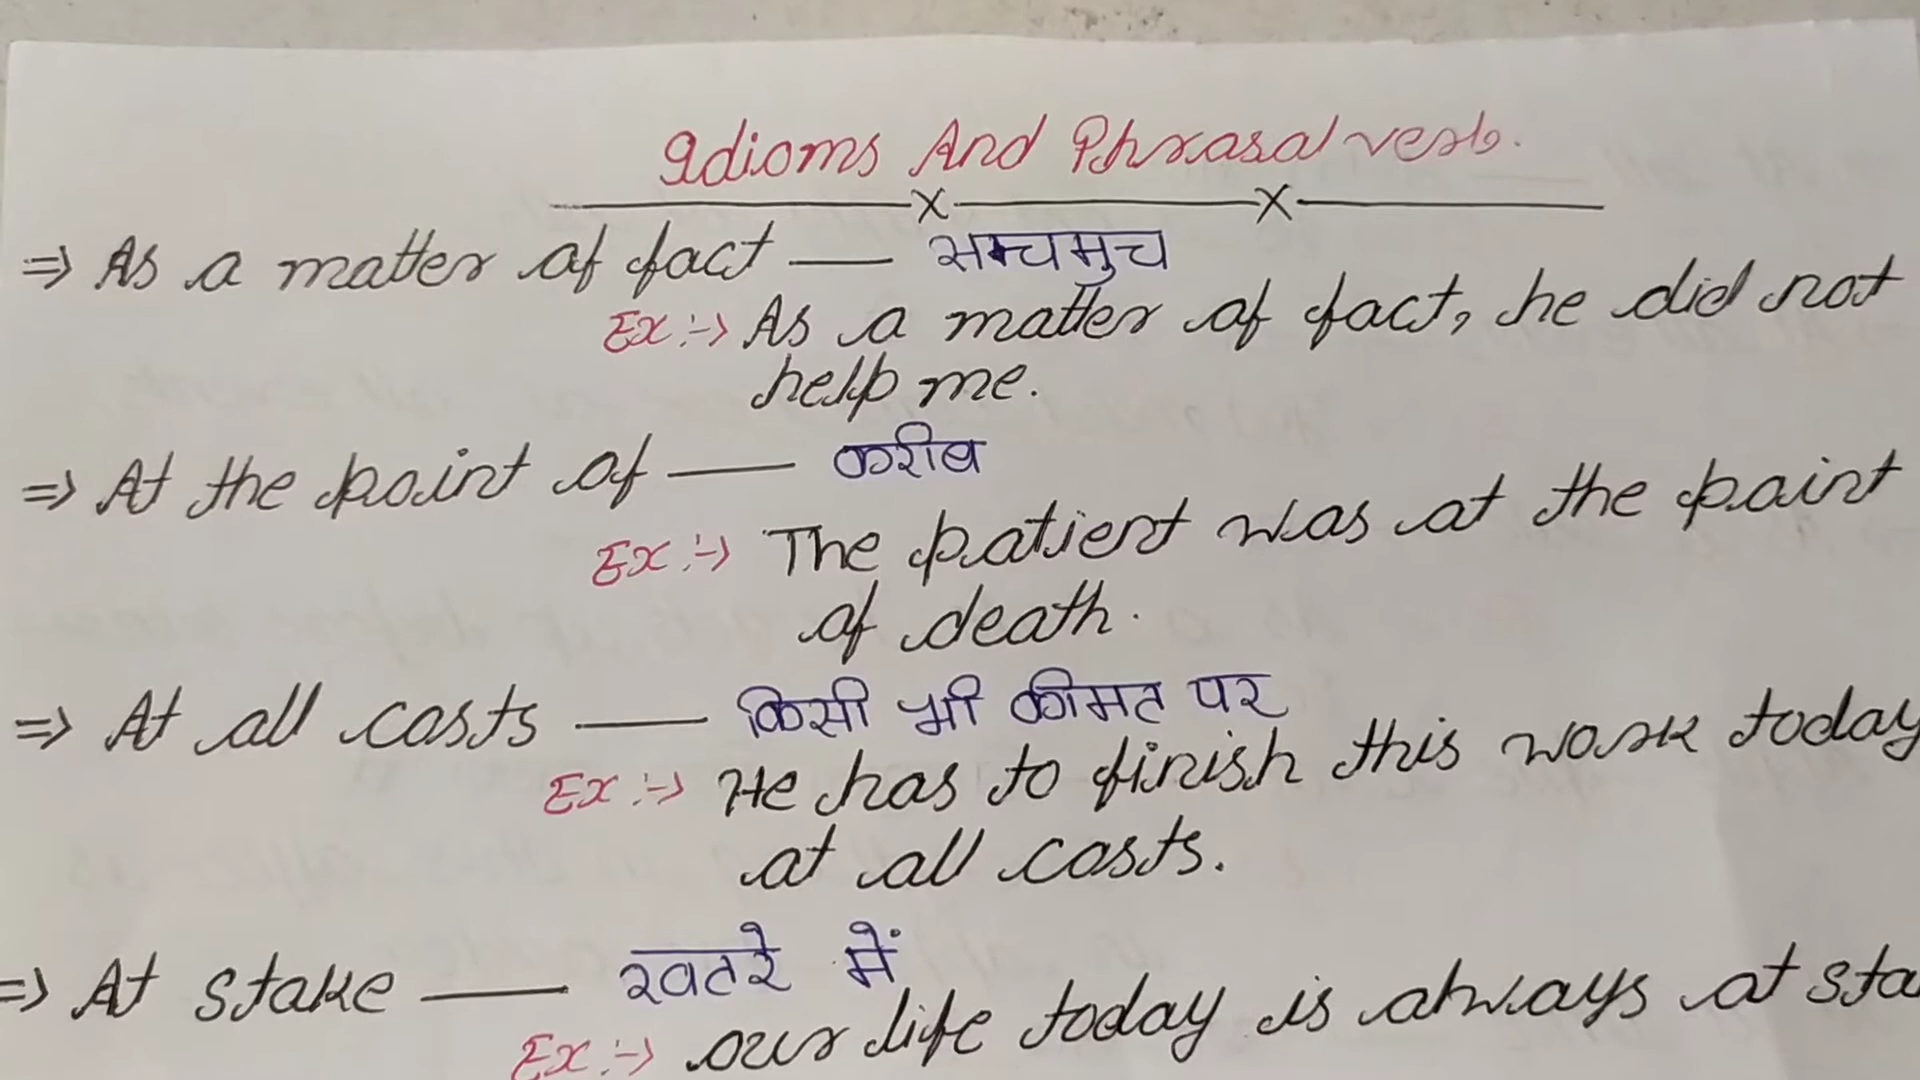 Idioms And Phrasal verb.
⇒ As a matter of fact — सचमुच
Ex :→ As a matter of fact, he did not
help me.
⇒ At the point of — करीब
Ex :→ The patient was at the point
of death.
⇒ At all costs — किसी भी कीमत पर
Ex :→ He has to finish this work today
at all costs.
⇒ At stake — खतरे में
Ex :→ our life today is always at sta